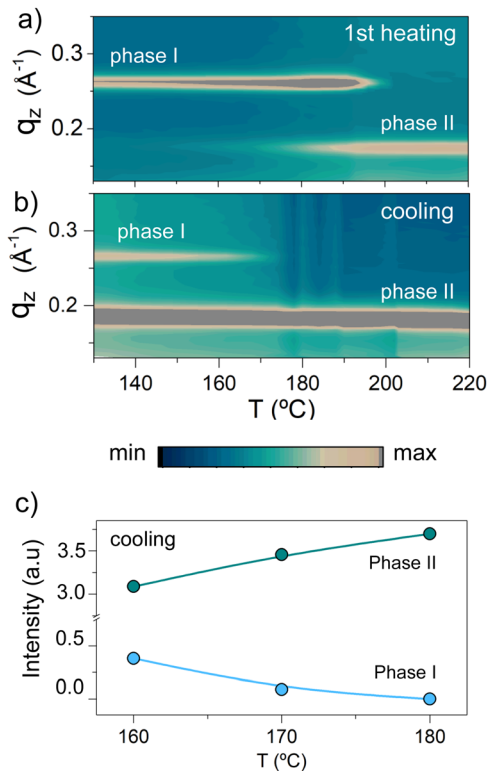 a)
1st heating
phase I
phase II
0.3
0.2
q_z (Å⁻¹)
b)
cooling
phase I
phase II
0.3
0.2
q_z (Å⁻¹)
140 160 180 200 220
T (ºC)
min max
c)
cooling
Phase II
Phase I
3.5
3.0
0.5
0.0
Intensity (a.u)
160 170 180
T (ºC)